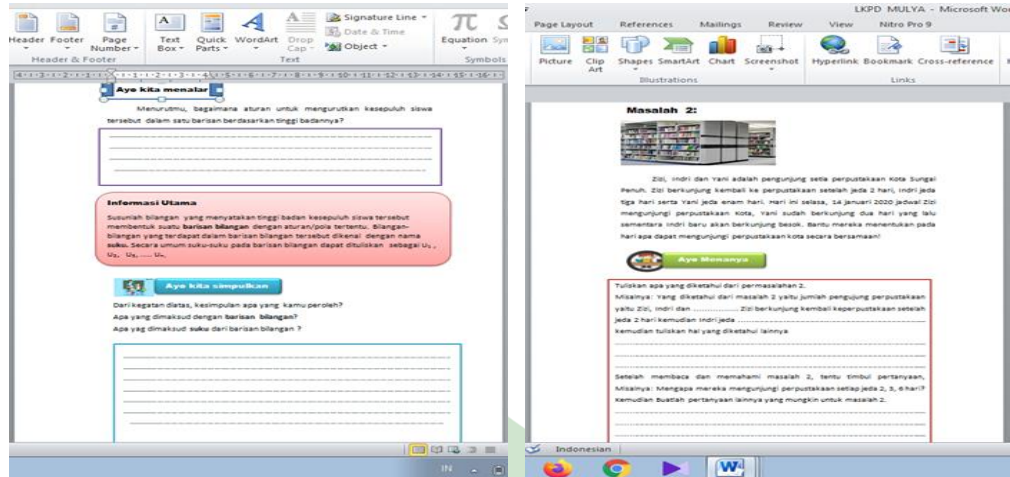 Header Footer Page Number
Text Box Quick Parts WordArt Drop Cap
Signature Line
Date & Time
Object
Equation
Header & Footer
Text
Symbols
Ayo kita menalar
Menurutmu, bagaimana aturan untuk mengurutkan kesepuluh siswa
tersebut dalam satu barisan berdasarkan tinggi badannya?
Informasi Utama
Susunlah bilangan yang menyatakan tinggi badan kesepuluh siswa tersebut
membentuk suatu barisan bilangan dengan aturan/pola tertentu. Bilangan-
bilangan yang terdapat dalam barisan bilangan tersebut dikenal dengan nama
suku. Secara umum suku-suku pada barisan bilangan dapat dituliskan sebagai U₁ ,
U₂, U₃, ..... Uₙ.
Ayo kita simpulkan
Dari kegatan diatas, kesimpulan apa yang kamu peroleh?
Apa yang dimaksud dengan barisan bilangan?
Apa yag dimaksud suku dari barisan bilangan ?
IN
LKPD MULYA - Microsoft Wo
Page Layout References Mailings Review View Nitro Pro 9
Picture Clip Art Shapes SmartArt Chart Screenshot Hyperlink Bookmark Cross-reference
Illustrations
Links
Masalah 2:
Zizi, Indri dan Yani adalah pengunjung setia perpustakaan Kota Sungai
Penuh. Zizi berkunjung kembali ke perpustakaan setelah jeda 2 hari, Indri jeda
tiga hari serta Yani jeda enam hari. Hari ini selasa, 14 januari 2020 jadwal Zizi
mengunjungi perpustakaan Kota, Yani sudah berkunjung dua hari yang lalu
sementara Indri baru akan berkunjung besok. Bantu mereka menentukan pada
hari apa dapat mengunjungi perpustakaan kota secara bersamaan!
Ayo Menanya
Tuliskan apa yang diketahui dari permasalahan 2.
Misalnya: Yang diketahui dari masalah 2 yaitu jumlah pengujung perpustakaan
yaitu Zizi, Indri dan .................. Zizi berkunjung kembali keperpustakaan setelah
jeda 2 hari kemudian Indri jeda ..................
kemudian tuliskan hal yang diketahui lainnya
Setelah membaca dan memahami masalah 2, tentu timbul pertanyaan,
Misalnya: Mengapa mereka mengunjungi perpustakaan setiap jeda 2, 3, 6 hari?
Kemudian Buatlah pertanyaan lainnya yang mungkin untuk masalah 2.
Indonesian